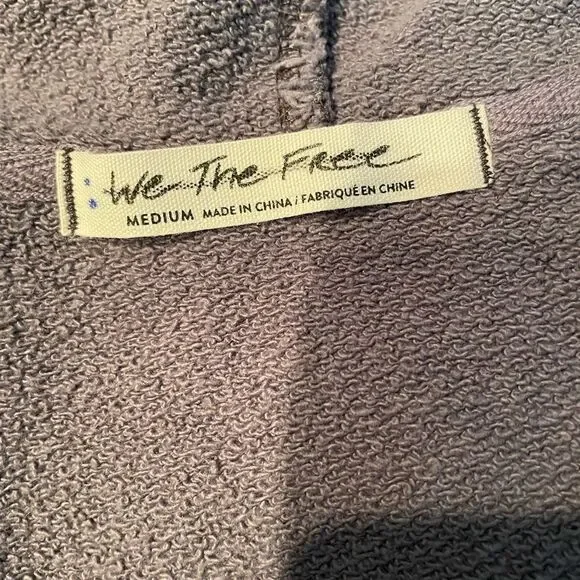 We The Free
MEDIUM MADE IN CHINA / FABRIQUÉ EN CHINE